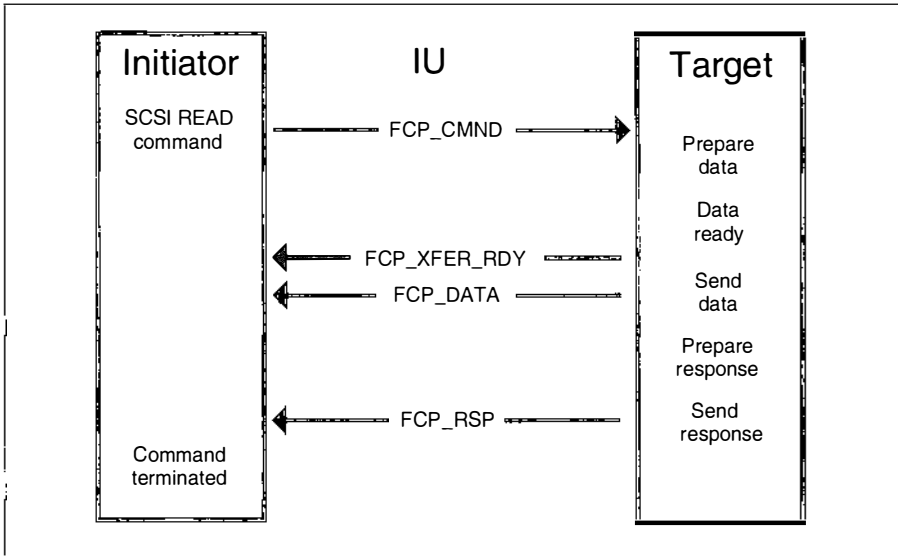 Initiator
IU
Target
SCSI READ
command
FCP_CMND
Prepare
data
Data
ready
FCP_XFER_RDY
Send
data
FCP_DATA
Prepare
response
FCP_RSP
Send
response
Command
terminated